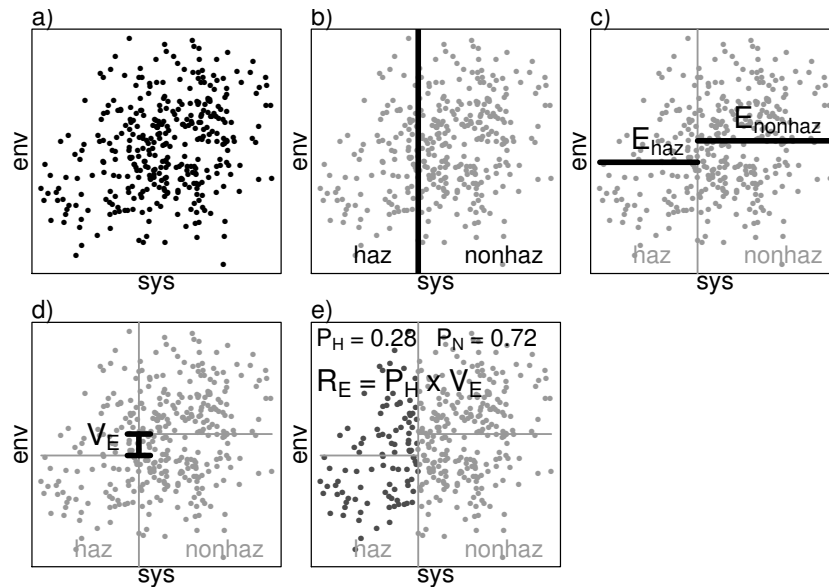 a)
env
sys
b)
haz
nonhaz
sys
c)
env
E_haz
E_nonhaz
haz
nonhaz
sys
d)
env
V_E
haz
nonhaz
sys
e)
env
P_H = 0.28 P_N = 0.72
R_E = P_H x V_E
haz
nonhaz
sys